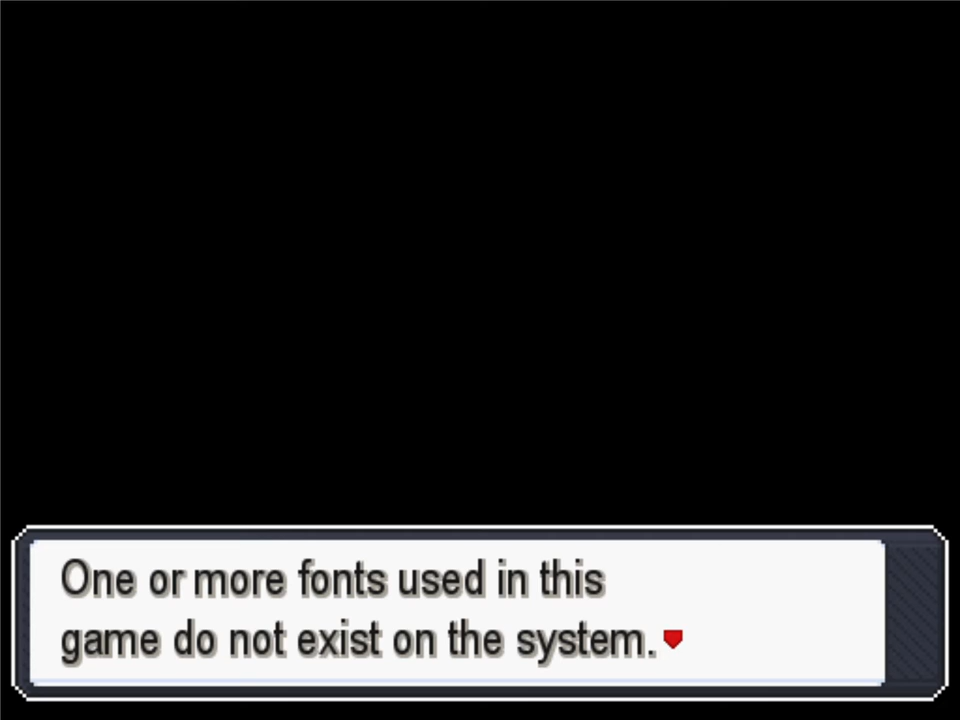 One or more fonts used in this
game do not exist on the system.